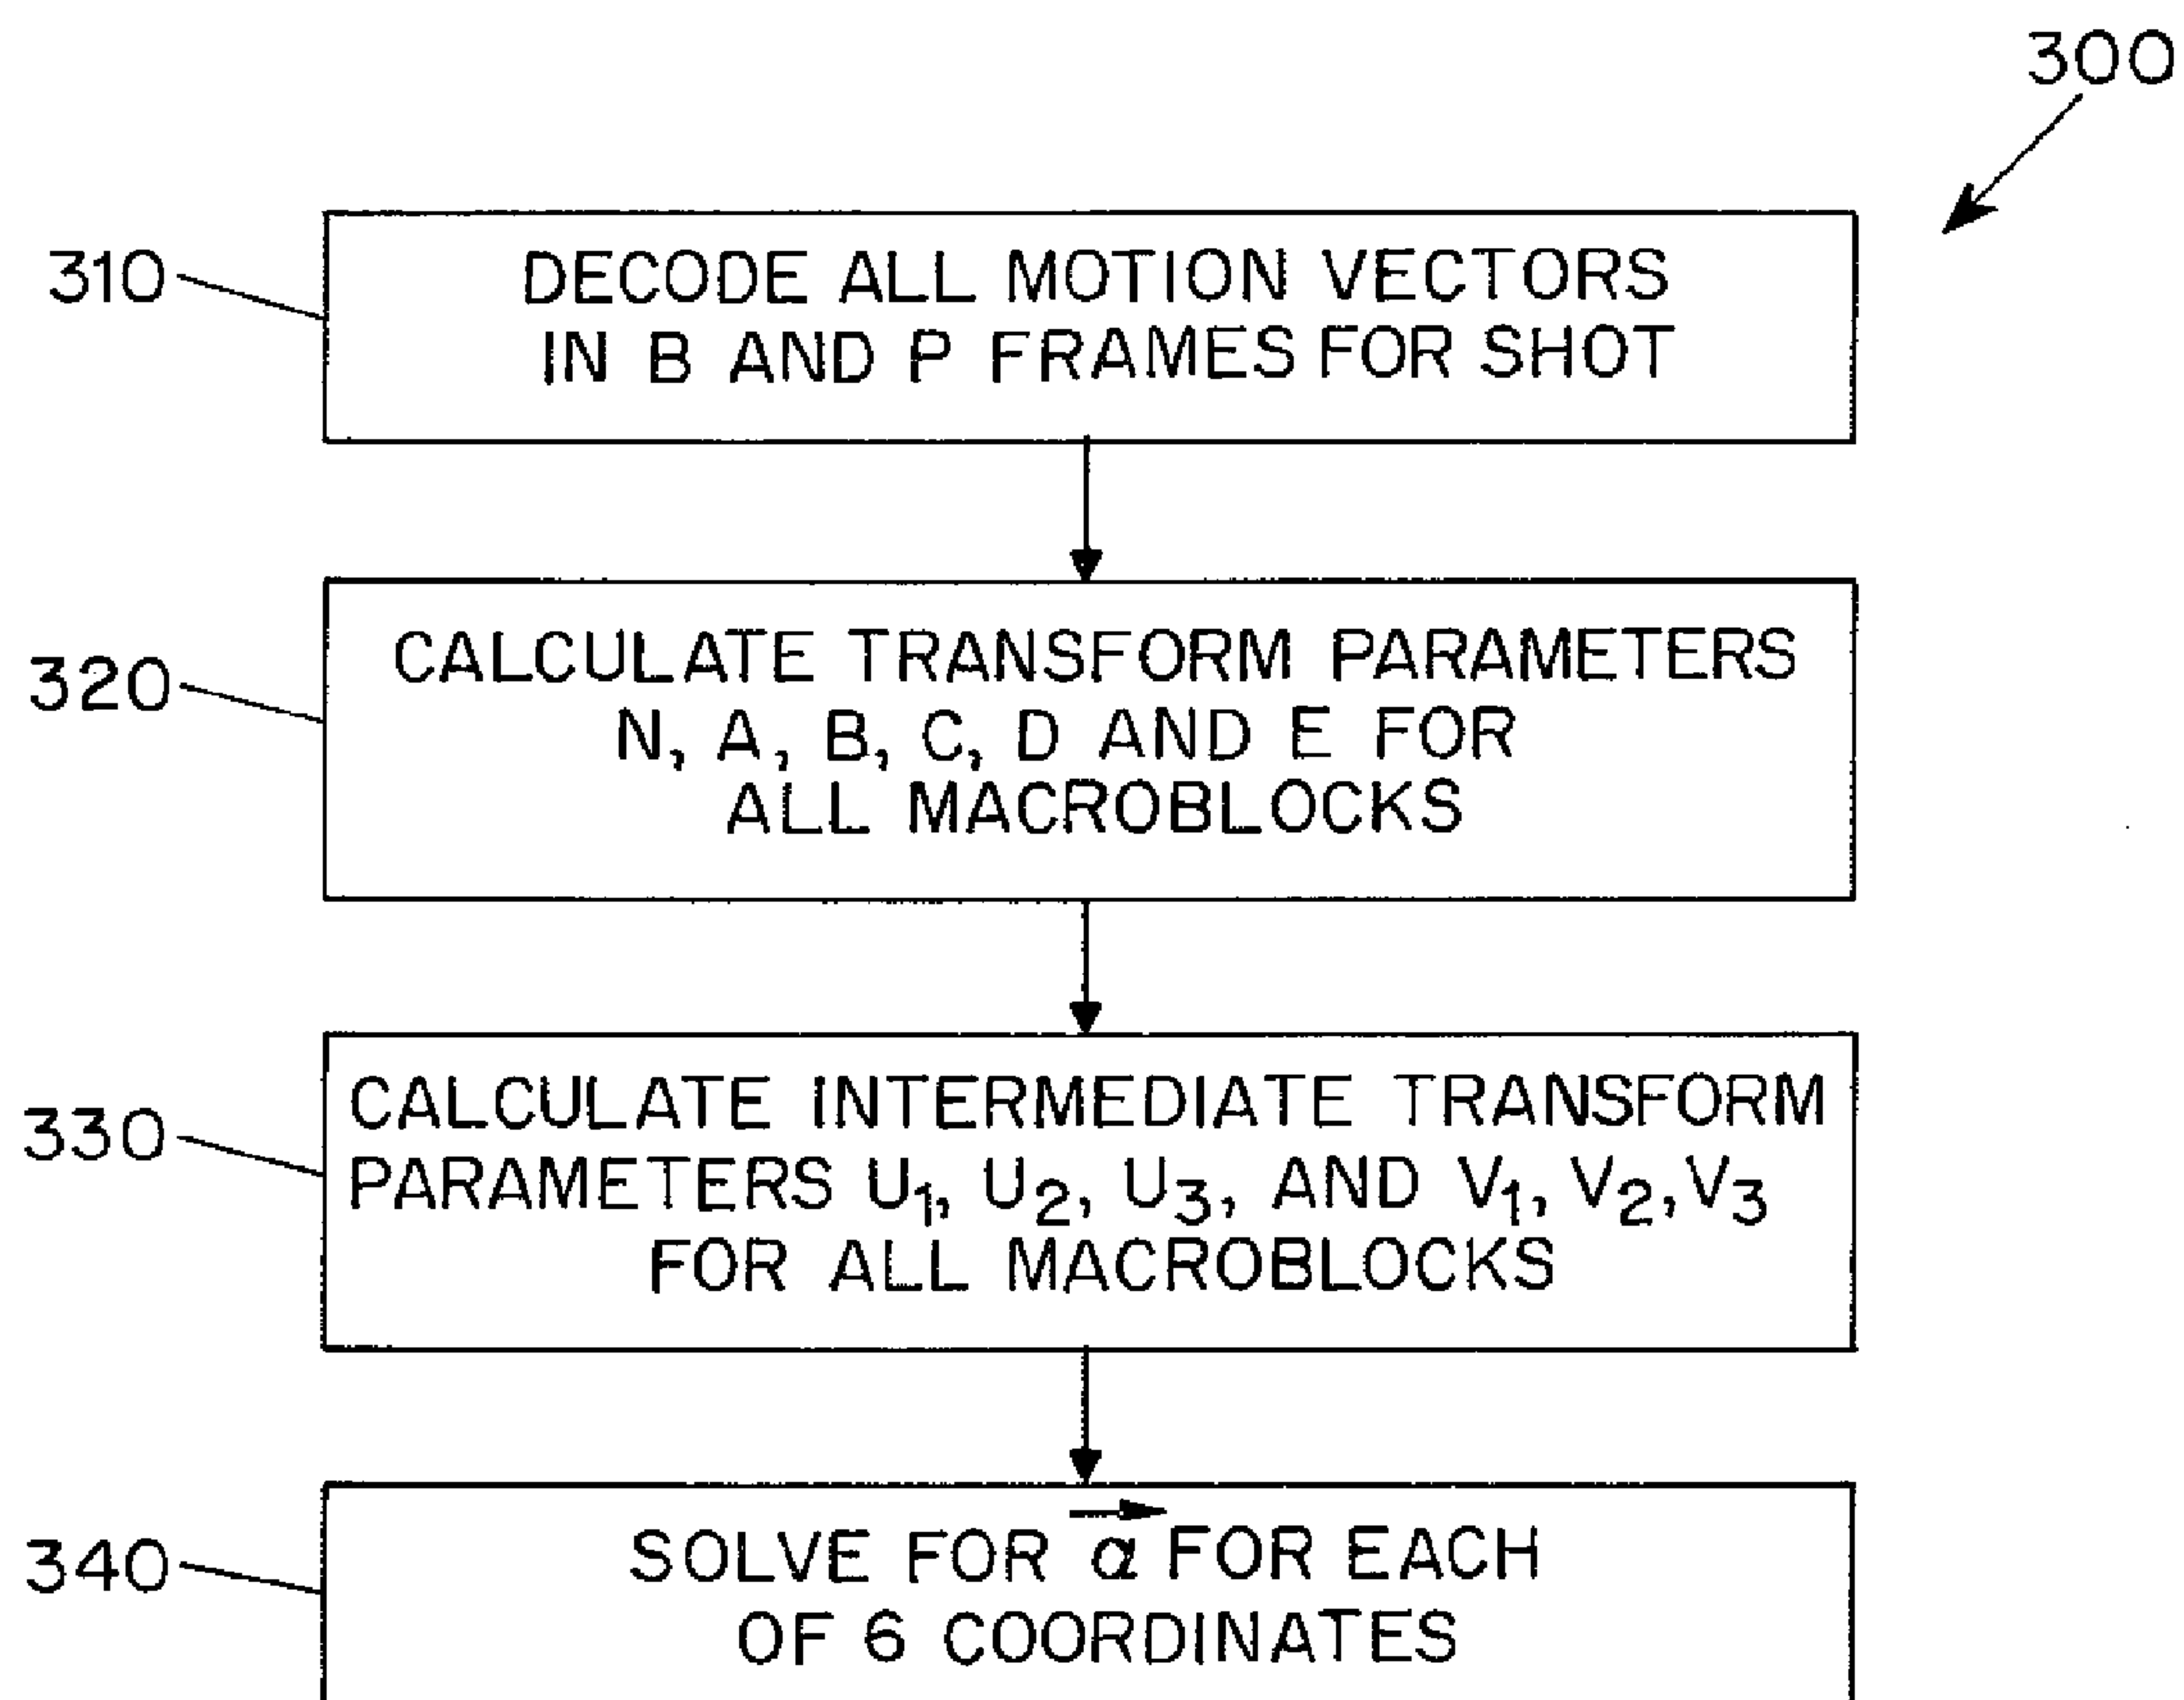 300
310
DECODE ALL MOTION VECTORS
IN B AND P FRAMES FOR SHOT
320
CALCULATE TRANSFORM PARAMETERS
N, A, B, C, D AND E FOR
ALL MACROBLOCKS
330
CALCULATE INTERMEDIATE TRANSFORM
PARAMETERS U₁, U₂, U₃, AND V₁, V₂, V₃
FOR ALL MACROBLOCKS
340
SOLVE FOR α⃗ FOR EACH
OF 6 COORDINATES